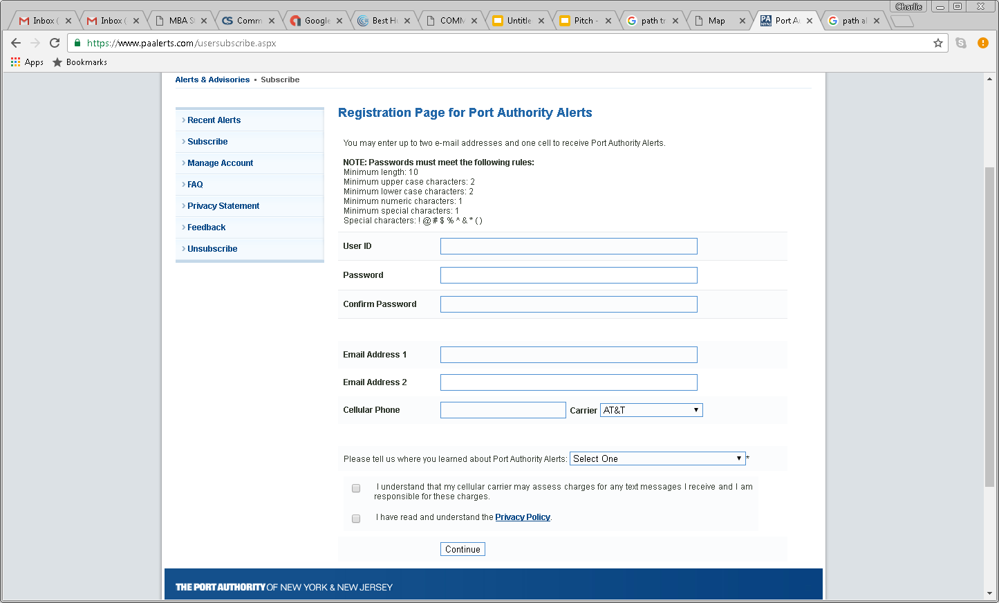 Charlie
Inbox (
Inbox (
MBA S
Comm
Google
Best H
COMM
Untitle
Pitch -
path tr
Map
Port A
path al
https://www.paalerts.com/usersubscribe.aspx
Apps
Bookmarks
Alerts & Advisories • Subscribe
Recent Alerts
Subscribe
Manage Account
FAQ
Privacy Statement
Feedback
Unsubscribe
Registration Page for Port Authority Alerts
You may enter up to two e-mail addresses and one cell to receive Port Authority Alerts.
NOTE: Passwords must meet the following rules:
Minimum length: 10
Minimum upper case characters: 2
Minimum lower case characters: 2
Minimum numeric characters: 1
Minimum special characters: 1
Special characters: ! @ # $ % ^ & * ( )
User ID
Password
Confirm Password
Email Address 1
Email Address 2
Cellular Phone Carrier AT&T
Please tell us where you learned about Port Authority Alerts: Select One *
I understand that my cellular carrier may assess charges for any text messages I receive and I am
responsible for these charges.
I have read and understand the Privacy Policy.
Continue
THE PORT AUTHORITY OF NEW YORK & NEW JERSEY